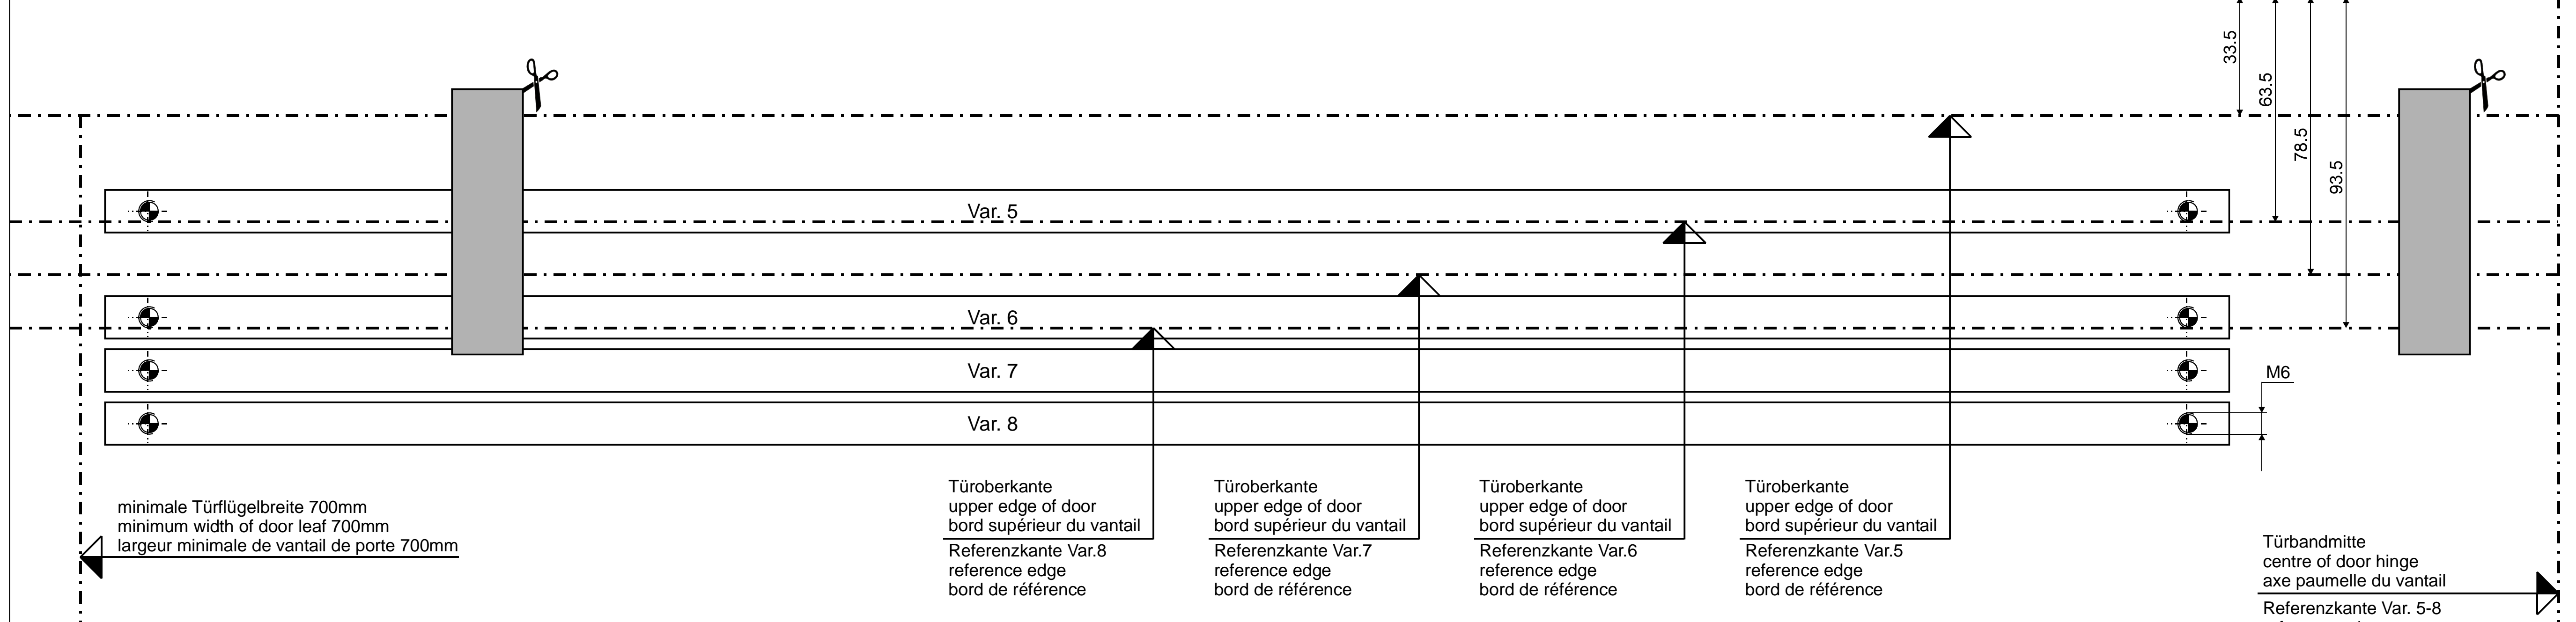 33.5
63.5
78.5
93.5
Var. 5
Var. 6
Var. 7
Var. 8
M6
minimale Türflügelbreite 700mm
minimum width of door leaf 700mm
largeur minimale de vantail de porte 700mm
Türoberkante
upper edge of door
bord supérieur du vantail
Referenzkante Var.8
reference edge
bord de référence
Türoberkante
upper edge of door
bord supérieur du vantail
Referenzkante Var.7
reference edge
bord de référence
Türoberkante
upper edge of door
bord supérieur du vantail
Referenzkante Var.6
reference edge
bord de référence
Türoberkante
upper edge of door
bord supérieur du vantail
Referenzkante Var.5
reference edge
bord de référence
Türbandmitte
centre of door hinge
axe paumelle du vantail
Referenzkante Var. 5-8